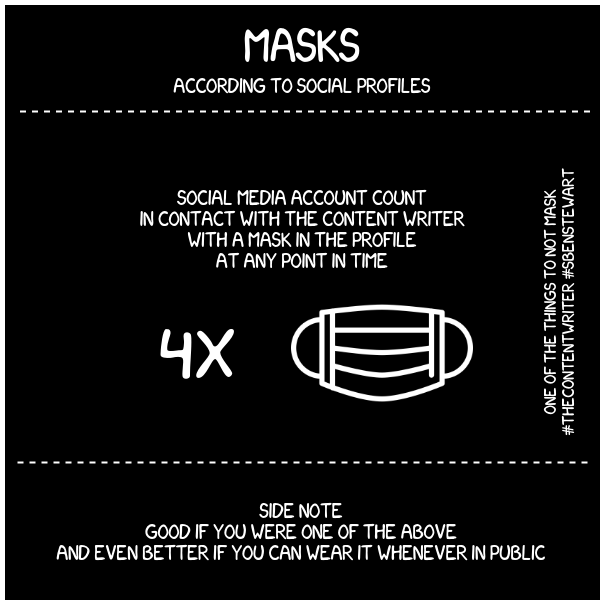 MASKS
ACCORDING TO SOCIAL PROFILES
SOCIAL MEDIA ACCOUNT COUNT
IN CONTACT WITH THE CONTENT WRITER
WITH A MASK IN THE PROFILE
AT ANY POINT IN TIME
4X
ONE OF THE THINGS TO NOT MASK
#THECONTENTWRITER #SBENSTEWART
SIDE NOTE
GOOD IF YOU WERE ONE OF THE ABOVE
AND EVEN BETTER IF YOU CAN WEAR IT WHENEVER IN PUBLIC